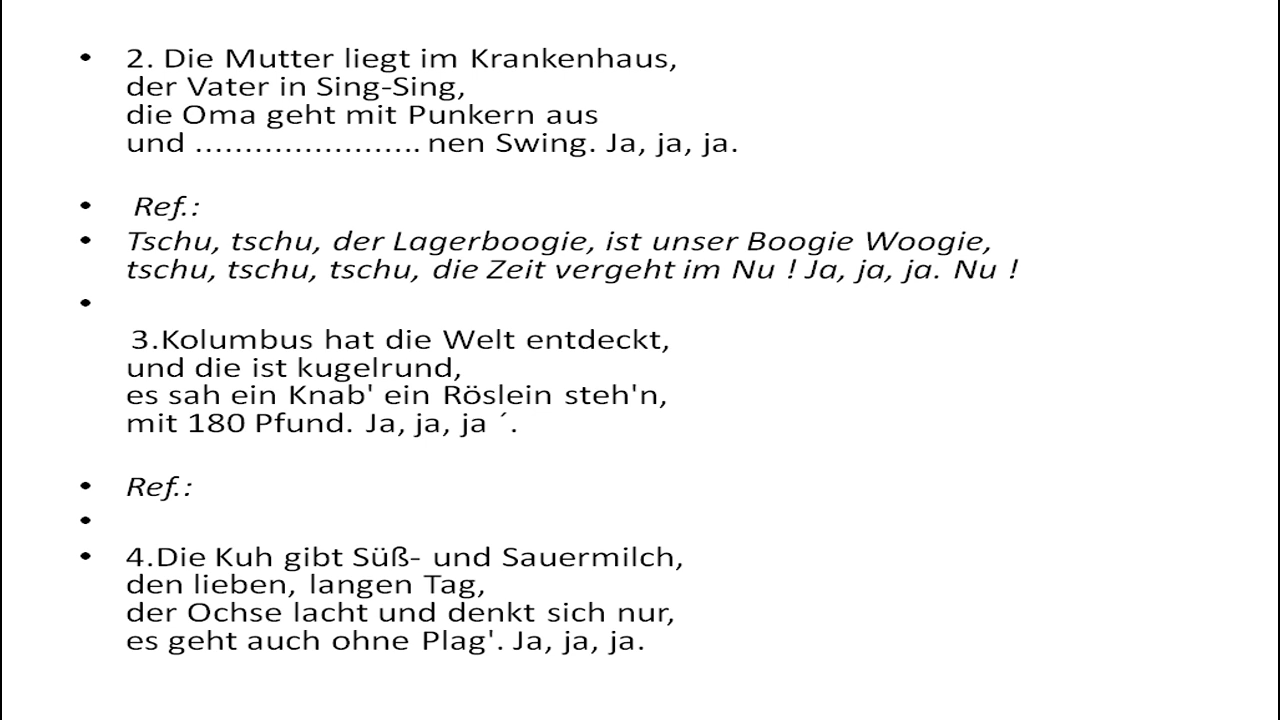 • 2. Die Mutter liegt im Krankenhaus,
der Vater in Sing-Sing,
die Oma geht mit Punkern aus
und ....................... nen Swing. Ja, ja, ja.
• Ref.:
• Tschu, tschu, der Lagerboogie, ist unser Boogie Woogie,
tschu, tschu, tschu, die Zeit vergeht im Nu ! Ja, ja, ja. Nu !
•
3.Kolumbus hat die Welt entdeckt,
und die ist kugelrund,
es sah ein Knab' ein Röslein steh'n,
mit 180 Pfund. Ja, ja, ja ´.
• Ref.:
•
• 4.Die Kuh gibt Süß- und Sauermilch,
den lieben, langen Tag,
der Ochse lacht und denkt sich nur,
es geht auch ohne Plag'. Ja, ja, ja.